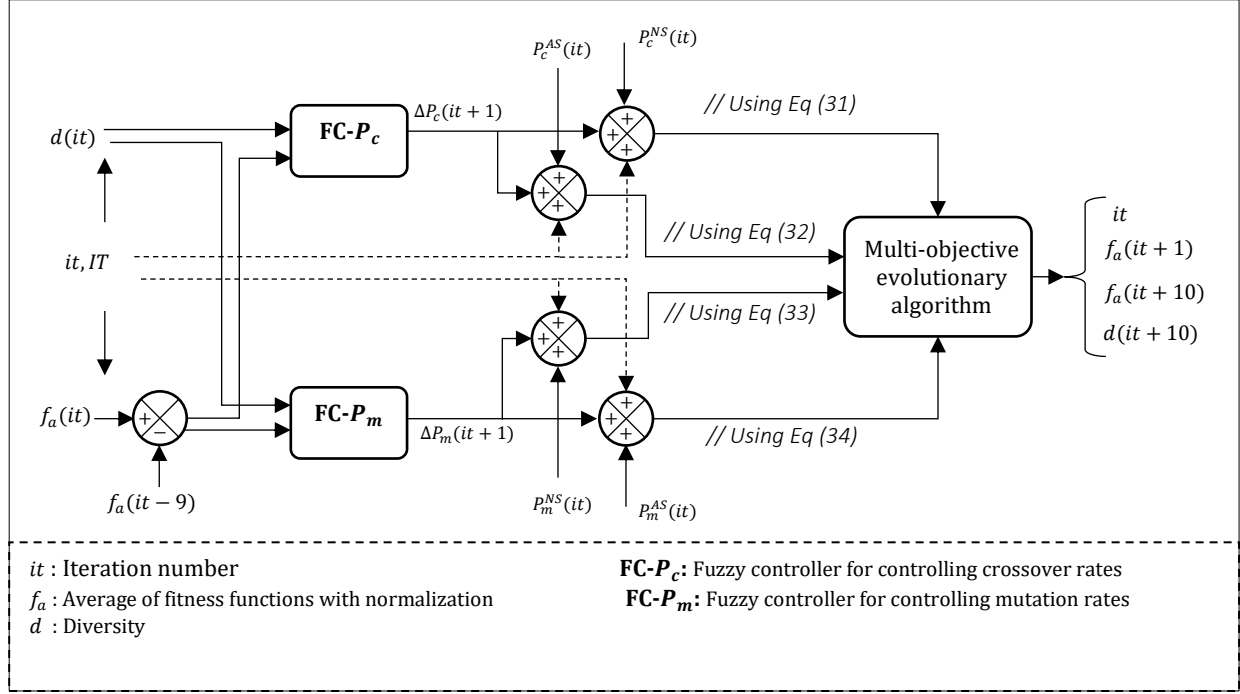 P_c^{AS}(it)
P_c^{NS}(it)
// Using Eq (31)
ΔP_c(it + 1)
FC-P_c
d(it)
+ + +
+ + +
// Using Eq (32)
it, IT
Multi-objective
evolutionary
algorithm
it
f_a(it + 1)
f_a(it + 10)
d(it + 10)
// Using Eq (33)
+ + +
FC-P_m
f_a(it)
+ −
ΔP_m(it + 1)
+ + +
// Using Eq (34)
f_a(it − 9)
P_m^{NS}(it)
P_m^{AS}(it)
it : Iteration number
f_a : Average of fitness functions with normalization
d : Diversity
FC-P_c: Fuzzy controller for controlling crossover rates
FC-P_m: Fuzzy controller for controlling mutation rates